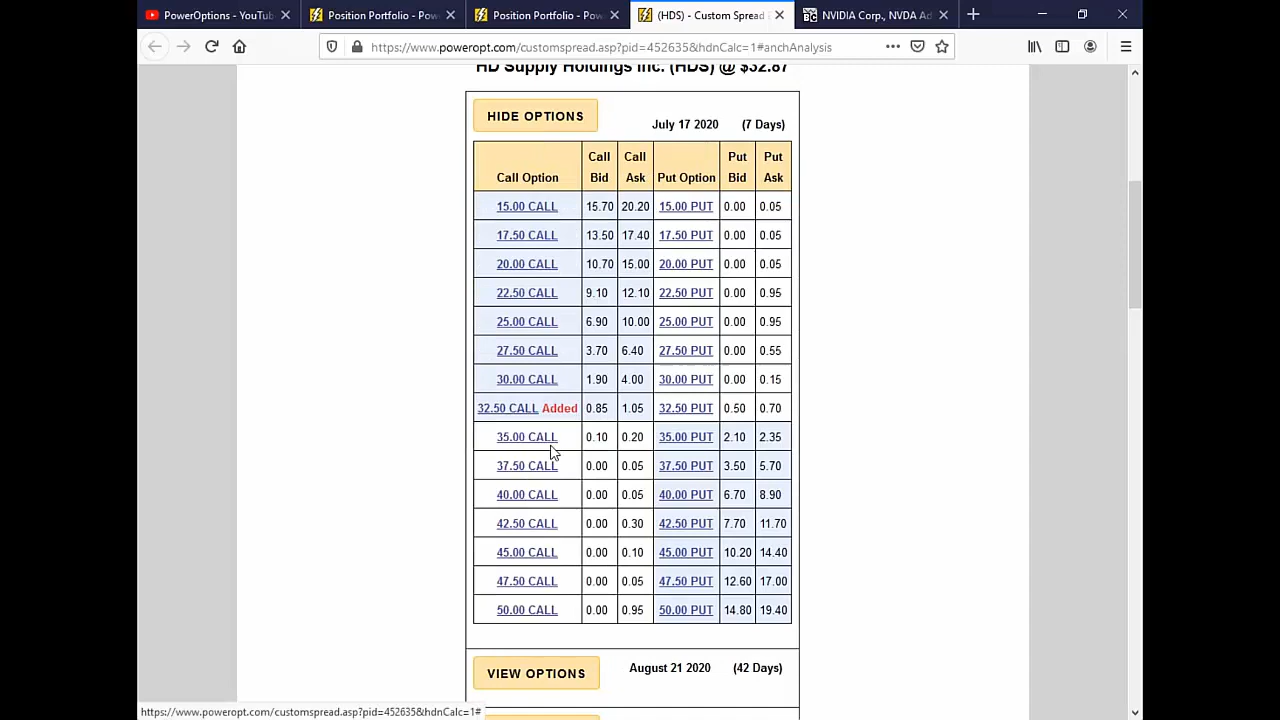 PowerOptions - YouTu
Position Portfolio - Powe
Position Portfolio - Powe
(HDS) - Custom Spread
NVIDIA Corp., NVDA Ad
https://www.poweropt.com/customspread.asp?pid=452635&hdnCalc=1#anchAnalysis
HD Supply Holdings Inc. (HDS) @ $32.87
HIDE OPTIONS July 17 2020 (7 Days)
Call Option Call Bid Call Ask Put Option Put Bid Put Ask
15.00 CALL 15.70 20.20 15.00 PUT 0.00 0.05
17.50 CALL 13.50 17.40 17.50 PUT 0.00 0.05
20.00 CALL 10.70 15.00 20.00 PUT 0.00 0.05
22.50 CALL 9.10 12.10 22.50 PUT 0.00 0.95
25.00 CALL 6.90 10.00 25.00 PUT 0.00 0.95
27.50 CALL 3.70 6.40 27.50 PUT 0.00 0.55
30.00 CALL 1.90 4.00 30.00 PUT 0.00 0.15
32.50 CALL Added 0.85 1.05 32.50 PUT 0.50 0.70
35.00 CALL 0.10 0.20 35.00 PUT 2.10 2.35
37.50 CALL 0.00 0.05 37.50 PUT 3.50 5.70
40.00 CALL 0.00 0.05 40.00 PUT 6.70 8.90
42.50 CALL 0.00 0.30 42.50 PUT 7.70 11.70
45.00 CALL 0.00 0.10 45.00 PUT 10.20 14.40
47.50 CALL 0.00 0.05 47.50 PUT 12.60 17.00
50.00 CALL 0.00 0.95 50.00 PUT 14.80 19.40
VIEW OPTIONS August 21 2020 (42 Days)
https://www.poweropt.com/customspread.asp?pid=452635&hdnCalc=1#